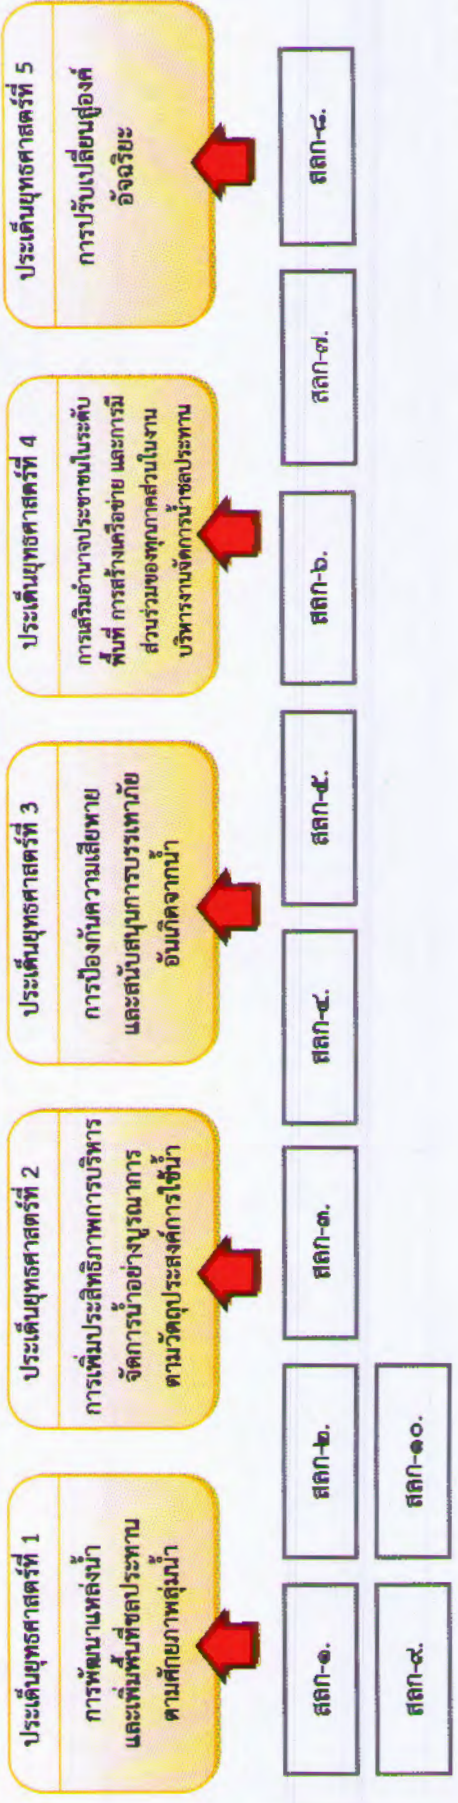 ประเด็นยุทธศาสตร์ที่ 1
การพัฒนาแหล่งน้ำ
และเพิ่มพื้นที่ชลประทาน
ตามศักยภาพลุ่มน้ำ
ประเด็นยุทธศาสตร์ที่ 2
การเพิ่มประสิทธิภาพการบริหาร
จัดการน้ำอย่างบูรณาการ
ตามวัตถุประสงค์การใช้น้ำ
ประเด็นยุทธศาสตร์ที่ 3
การป้องกันความเสียหาย
และสนับสนุนการบรรเทาภัย
อันเกิดจากน้ำ
ประเด็นยุทธศาสตร์ที่ 4
การเสริมอำนาจประชาชนในระดับ
พื้นที่ การสร้างเครือข่าย และการมี
ส่วนร่วมของทุกภาคส่วนในงาน
บริหารงานจัดการน้ำชลประทาน
ประเด็นยุทธศาสตร์ที่ 5
การปรับเปลี่ยนสู่องค์
อัจฉริยะ
สลก-๑.
สลก-๒.
สลก-๓.
สลก-๔.
สลก-๕.
สลก-๖.
สลก-๗.
สลก-๘.
สลก-๙.
สลก-๑๐.